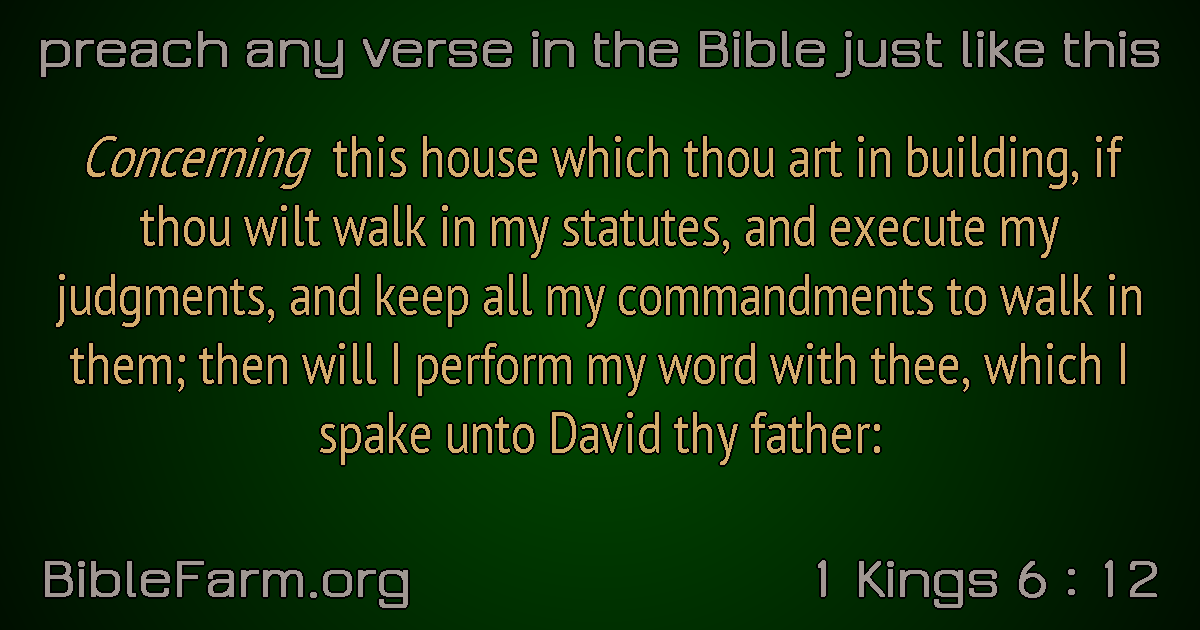 preach any verse in the Bible just like this
Concerning this house which thou art in building, if
thou wilt walk in my statutes, and execute my
judgments, and keep all my commandments to walk in
them; then will I perform my word with thee, which I
spake unto David thy father:
BibleFarm.org
1 Kings 6 : 12